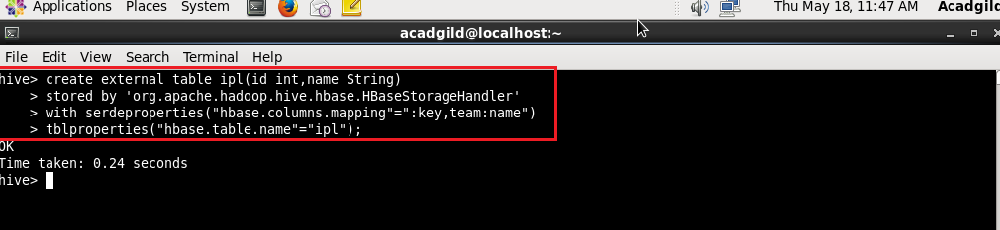 Applications Places System Thu May 18, 11:47 AM Acadgild
acadgild@localhost:~
File Edit View Search Terminal Help
hive> create external table ipl(id int,name String)
> stored by 'org.apache.hadoop.hive.hbase.HBaseStorageHandler'
> with serdeproperties("hbase.columns.mapping"=":key,team:name")
> tblproperties("hbase.table.name"="ipl");
OK
Time taken: 0.24 seconds
hive>